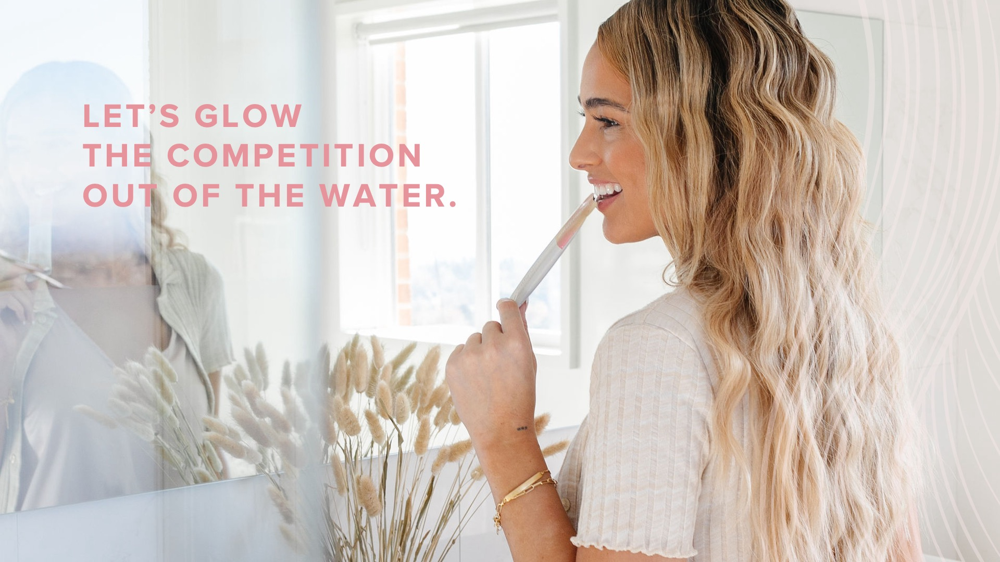 LET’S GLOW
THE COMPETITION
OUT OF THE WATER.